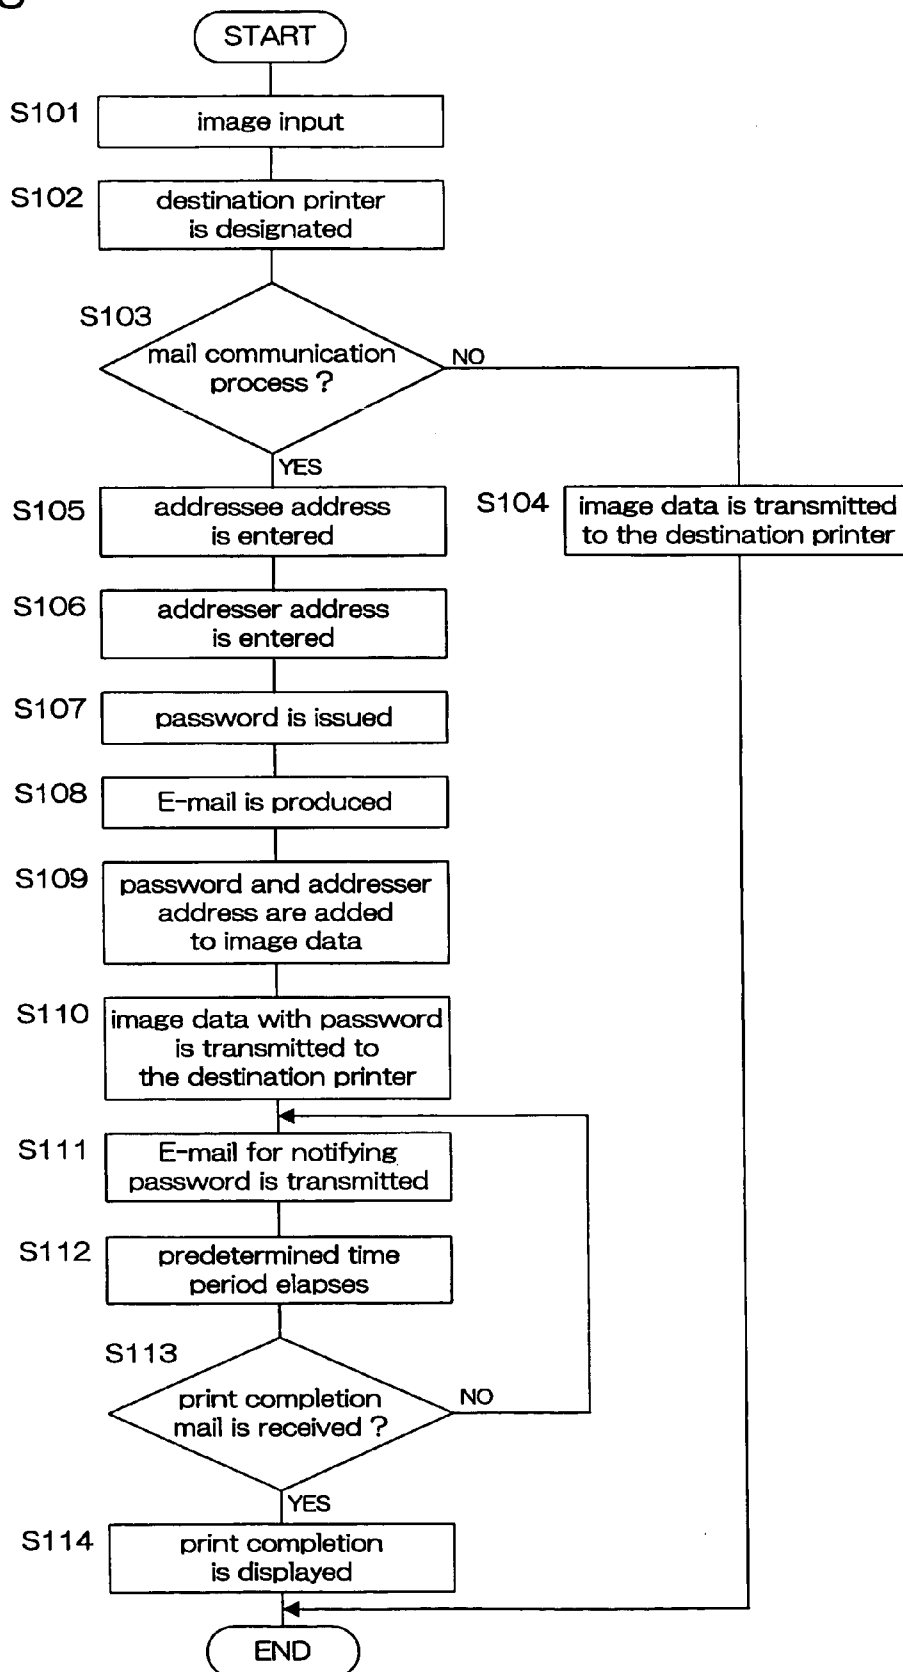 START
S101
image input
S102
destination printer
is designated
S103
mail communication
process ?
NO
YES
S105
addressee address
is entered
S104
image data is transmitted
to the destination printer
S106
addresser address
is entered
S107
password is issued
S108
E-mail is produced
S109
password and addresser
address are added
to image data
S110
image data with password
is transmitted to
the destination printer
S111
E-mail for notifying
password is transmitted
S112
predetermined time
period elapses
S113
print completion
mail is received ?
NO
YES
S114
print completion
is displayed
END